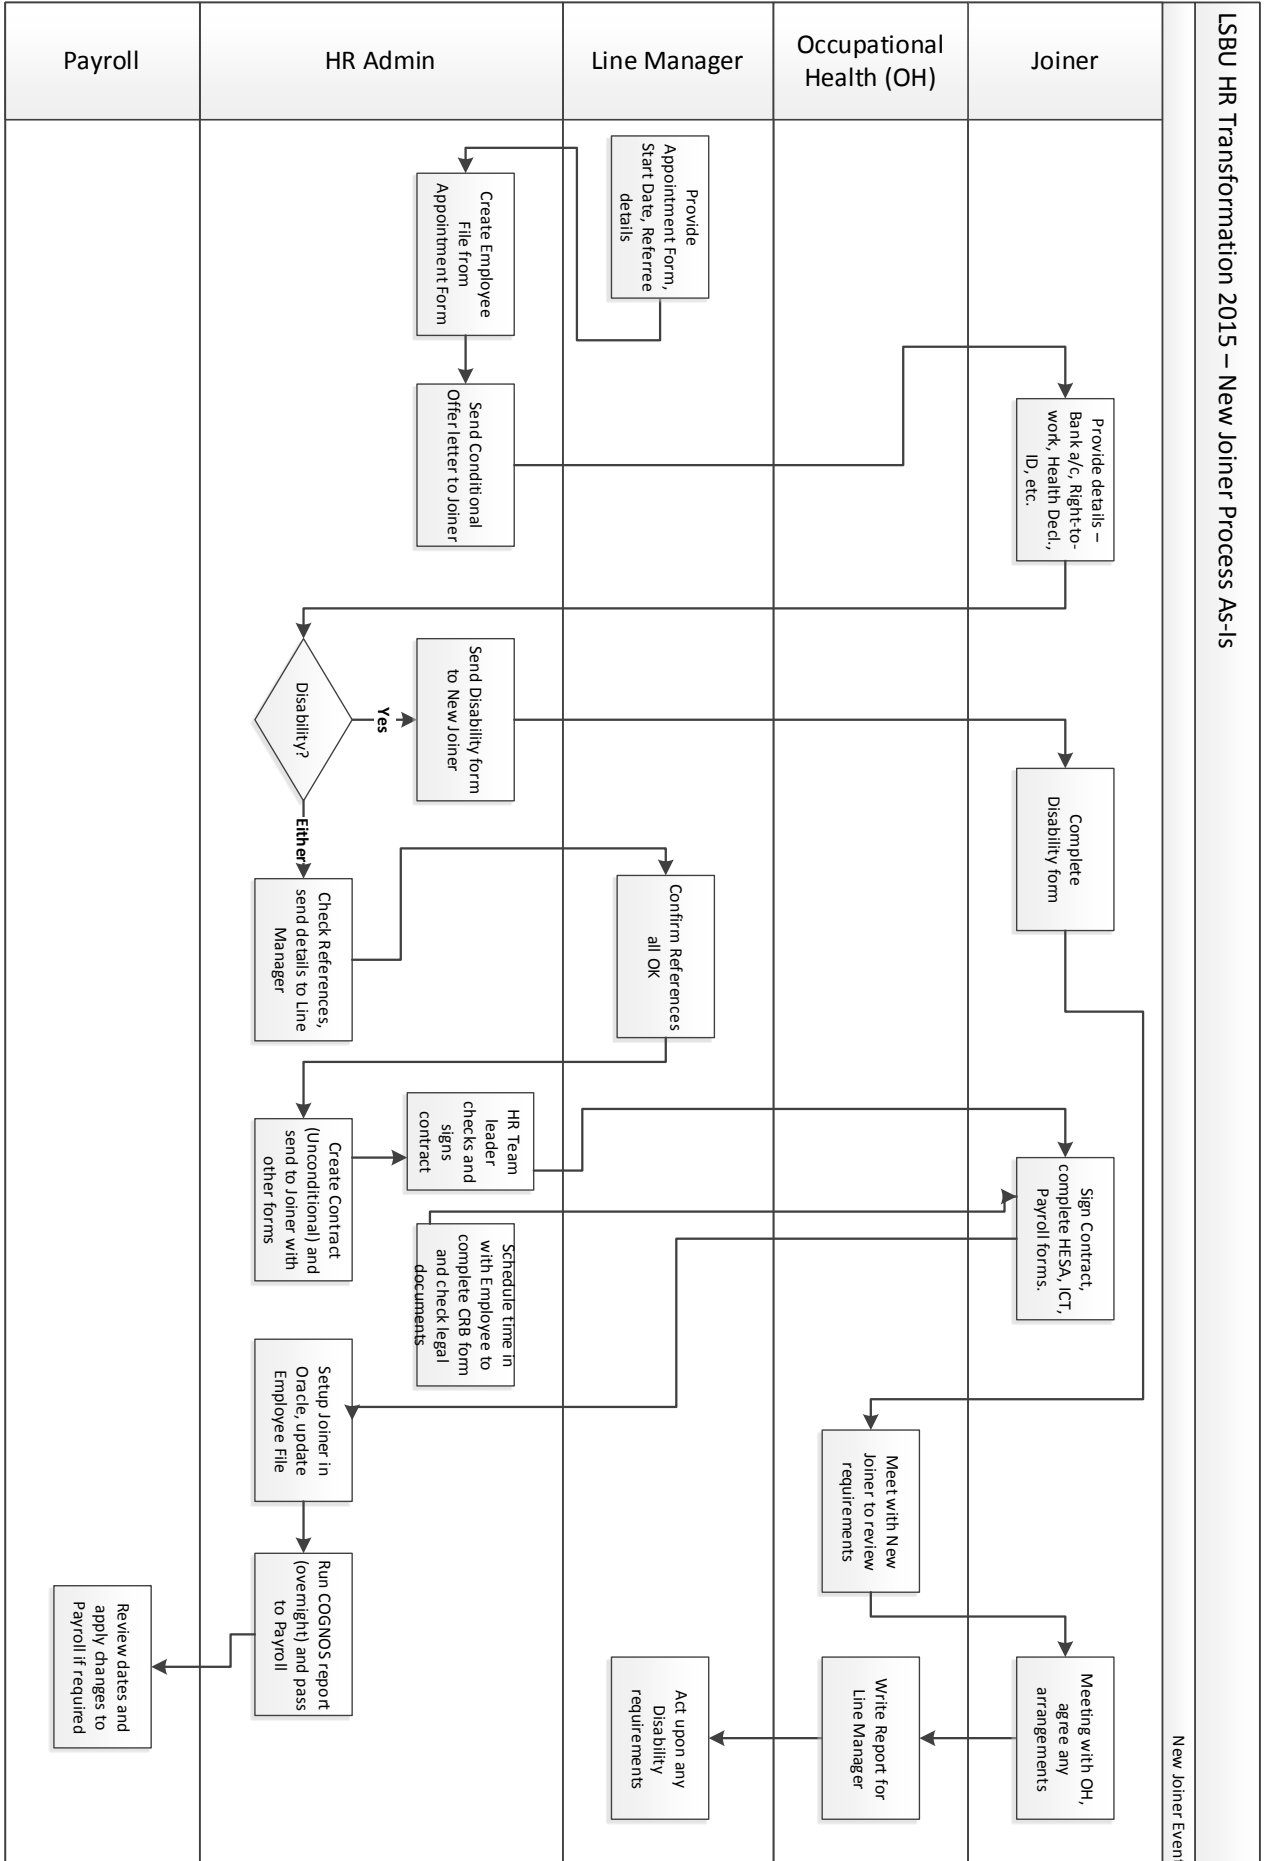 LSBU HR Transformation 2015 – New Joiner Process As-Is
New Joiner Event
Joiner
Occupational
Health (OH)
Line Manager
HR Admin
Payroll
Provide
Appointment Form,
Start Date, Referree
details
Create Employee
File from
Appointment Form
Send Conditional
Offer letter to Joiner
Provide details –
Bank a/c, Right-to-
work, Health Decl.,
ID, etc.
Disability?
Yes
Either
Send Disability form
to New Joiner
Complete
Disability form
Check References,
send details to Line
Manager
Confirm References
all OK
Create Contract
(Unconditional) and
send to Joiner with
other forms
HR Team
leader
checks and
signs
contract
Schedule time in
with Employee to
complete CRB form
and check legal
documents
Sign Contract,
complete HESA, ICT,
Payroll forms.
Setup Joiner in
Oracle, update
Employee File
Run COGNOS report
(overnight) and pass
to Payroll
Review dates and
apply changes to
Payroll if required
Meet with New
Joiner to review
requirements
Meeting with OH,
agree any
arrangements
Write Report for
Line Manager
Act upon any
Disability
requirements